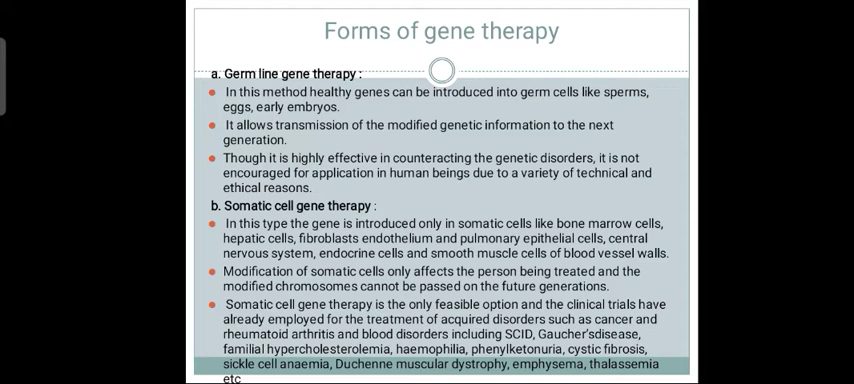 Forms of gene therapy
a. Germ line gene therapy :
In this method healthy genes can be introduced into germ cells like sperms,
eggs, early embryos.
It allows transmission of the modified genetic information to the next
generation.
Though it is highly effective in counteracting the genetic disorders, it is not
encouraged for application in human beings due to a variety of technical and
ethical reasons.
b. Somatic cell gene therapy :
In this type the gene is introduced only in somatic cells like bone marrow cells,
hepatic cells, fibroblasts endothelium and pulmonary epithelial cells, central
nervous system, endocrine cells and smooth muscle cells of blood vessel walls.
Modification of somatic cells only affects the person being treated and the
modified chromosomes cannot be passed on the future generations.
Somatic cell gene therapy is the only feasible option and the clinical trials have
already employed for the treatment of acquired disorders such as cancer and
rheumatoid arthritis and blood disorders including SCID, Gaucher'sdisease,
familial hypercholesterolemia, haemophilia, phenylketonuria, cystic fibrosis,
sickle cell anaemia, Duchenne muscular dystrophy, emphysema, thalassemia
etc